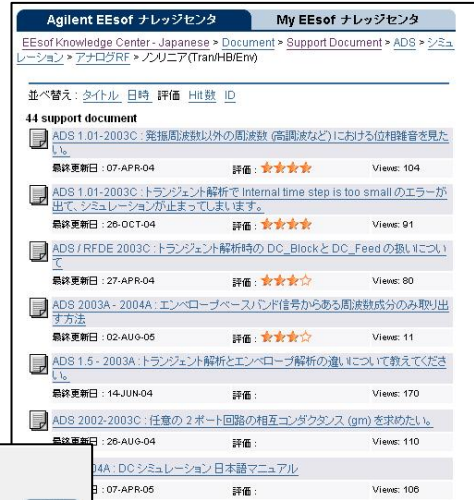 Agilent EEsof ナレッジセンタ
My EEsof ナレッジセンタ
EEsof Knowledge Center - Japanese > Document > Support Document > ADS > シミュ
レーション > アナログRF > ノンリニア(Tran/HB/Env)
並べ替え: タイトル 日時 評価 Hit数 ID
44 support document
ADS 1.01-2003C : 発振周波数以外の周波数 (高調波など) における位相雑音を見た
い。
最終更新日 : 07-APR-04 評価 : ★★★★ Views: 104
ADS 1.01-2003C : トランジェント解析で Internal time step is too small のエラーが
出て、シミュレーションが止まってしまいます。
最終更新日 : 26-OCT-04 評価 : ★★★★ Views: 91
ADS / RFDE 2003C : トランジェント解析時の DC_Block と DC_Feed の扱いについ
て
最終更新日 : 27-APR-04 評価 : ★★★☆ Views: 80
ADS 2003A - 2004A : エンベロープベースバンド信号からある周波数成分のみ取り出
す方法
最終更新日 : 02-AUG-05 評価 : ★★★☆ Views: 11
ADS 1.5 - 2003A : トランジェント解析とエンベロープ解析の違いについて教えてくださ
い。
最終更新日 : 14-JUN-04 評価 : Views: 170
ADS 2002-2003C : 任意の 2 ポート回路の相互コンダクタンス (gm) を求めたい。
最終更新日 : 26-AUG-04 評価 : Views: 110
04A : DC シミュレーション 日本語マニュアル
: 07-APR-05 評価 : Views: 106